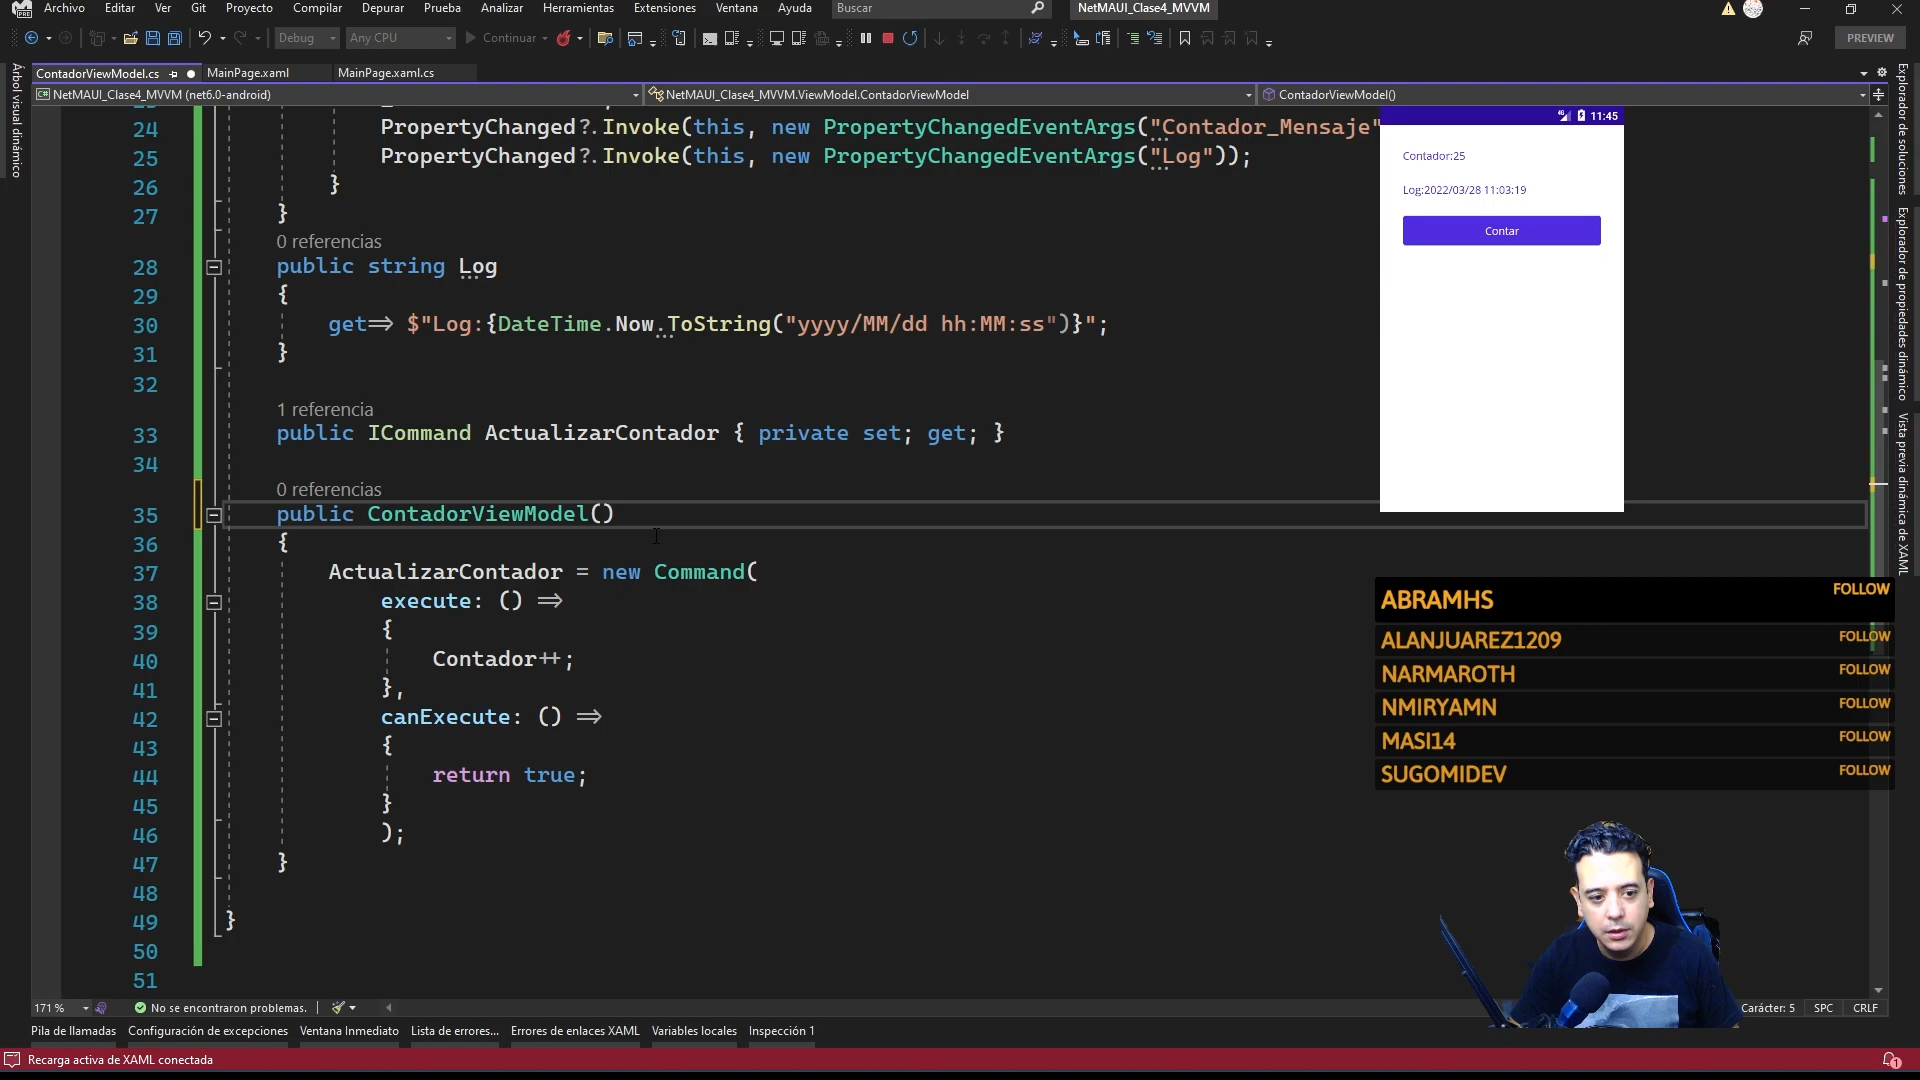 Archivo Editar Ver Git Proyecto Compilar Depurar Prueba Analizar Herramientas Extensiones Ventana Ayuda Buscar NetMAUI_Clase4_MVVM
Debug Any CPU Continuar PREVIEW
ContadorViewModel.cs MainPage.xaml MainPage.xaml.cs
NetMAUI_Clase4_MVVM (net6.0-android) NetMAUI_Clase4_MVVM.ViewModel.ContadorViewModel ContadorViewModel()
Árbol visual dinámico
24 PropertyChanged?.Invoke(this, new PropertyChangedEventArgs("Contador_Mensaje"
25 PropertyChanged?.Invoke(this, new PropertyChangedEventArgs("Log"));
26 }
27 }
0 referencias
28 public string Log
29 {
30 get=> $"Log:{DateTime.Now.ToString("yyyy/MM/dd hh:MM:ss")}";
31 }
32
1 referencia
33 public ICommand ActualizarContador { private set; get; }
34
0 referencias
35 public ContadorViewModel()
36 {
37 ActualizarContador = new Command(
38 execute: () =>
39 {
40 Contador++;
41 },
42 canExecute: () =>
43 {
44 return true;
45 }
46 );
47 }
48
49 }
50
51
11:45
Contador:25
Log:2022/03/28 11:03:19
Contar
ABRAMHS FOLLOW
ALANJUAREZ1209 FOLLOW
NARMAROTH FOLLOW
NMIRYAMN FOLLOW
MASI14 FOLLOW
SUGOMIDEV FOLLOW
Explorador de soluciones
Explorador de propiedades dinámico
Vista previa dinámica de XAML
171 % No se encontraron problemas. Carácter: 5 SPC CRLF
Pila de llamadas Configuración de excepciones Ventana Inmediato Lista de errores... Errores de enlaces XAML Variables locales Inspección 1
Recarga activa de XAML conectada 1